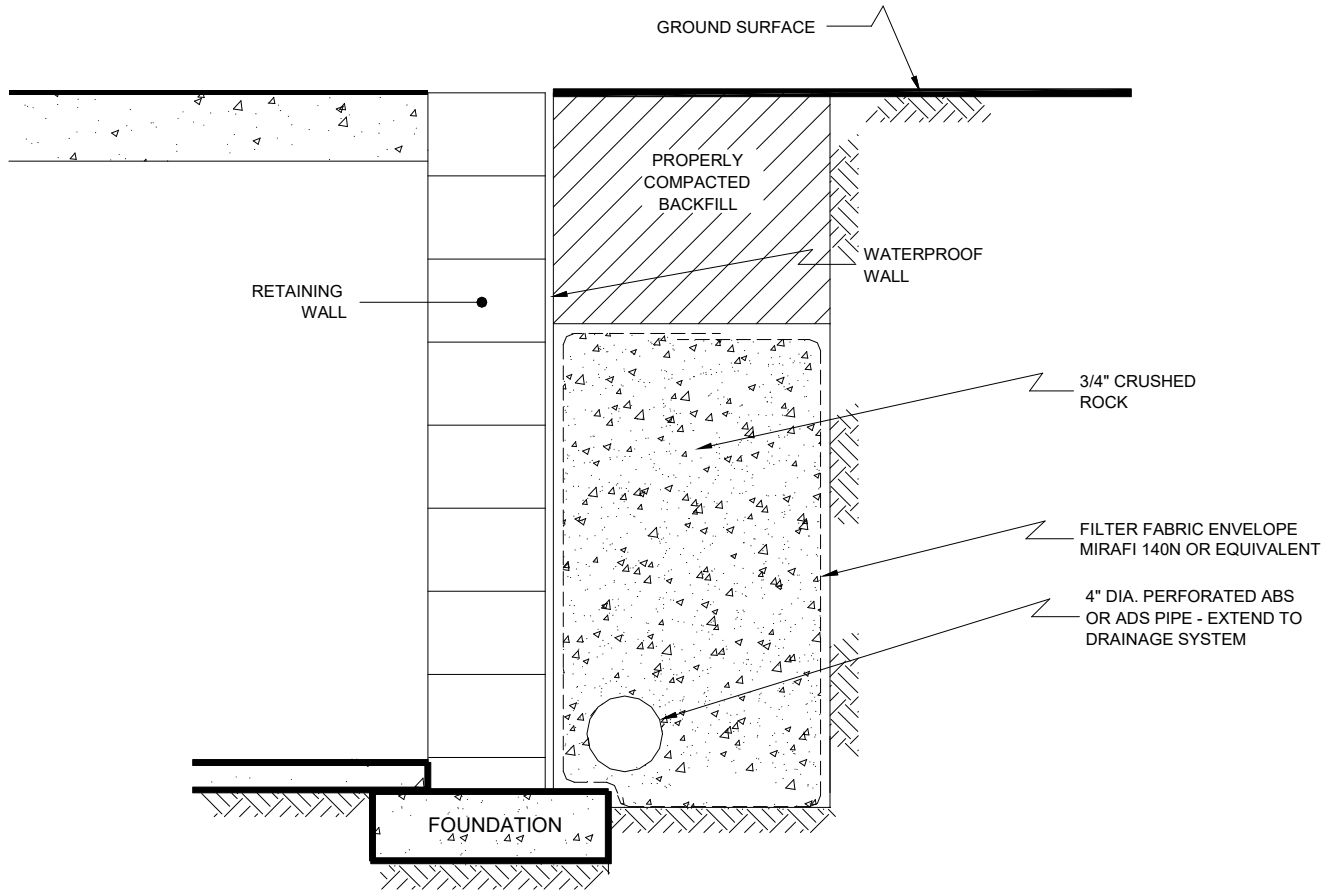 GROUND SURFACE
PROPERLY
COMPACTED
BACKFILL
WATERPROOF
WALL
RETAINING
WALL
3/4" CRUSHED
ROCK
FILTER FABRIC ENVELOPE
MIRAFI 140N OR EQUIVALENT
4" DIA. PERFORATED ABS
OR ADS PIPE - EXTEND TO
DRAINAGE SYSTEM
FOUNDATION